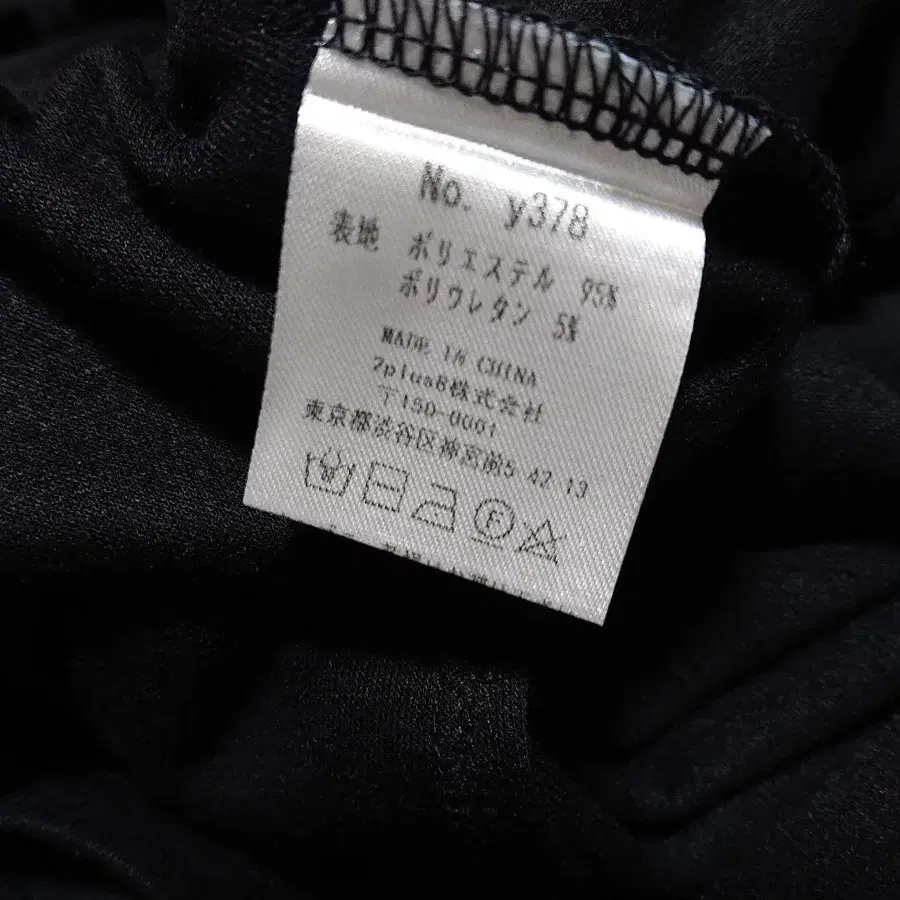 No. y378
表地 ポリエステル 95%
ポリウレタン 5%
MADE IN CHINA
2plus8株式会社
〒150-0001
東京都渋谷区神宮前5-42-13
F